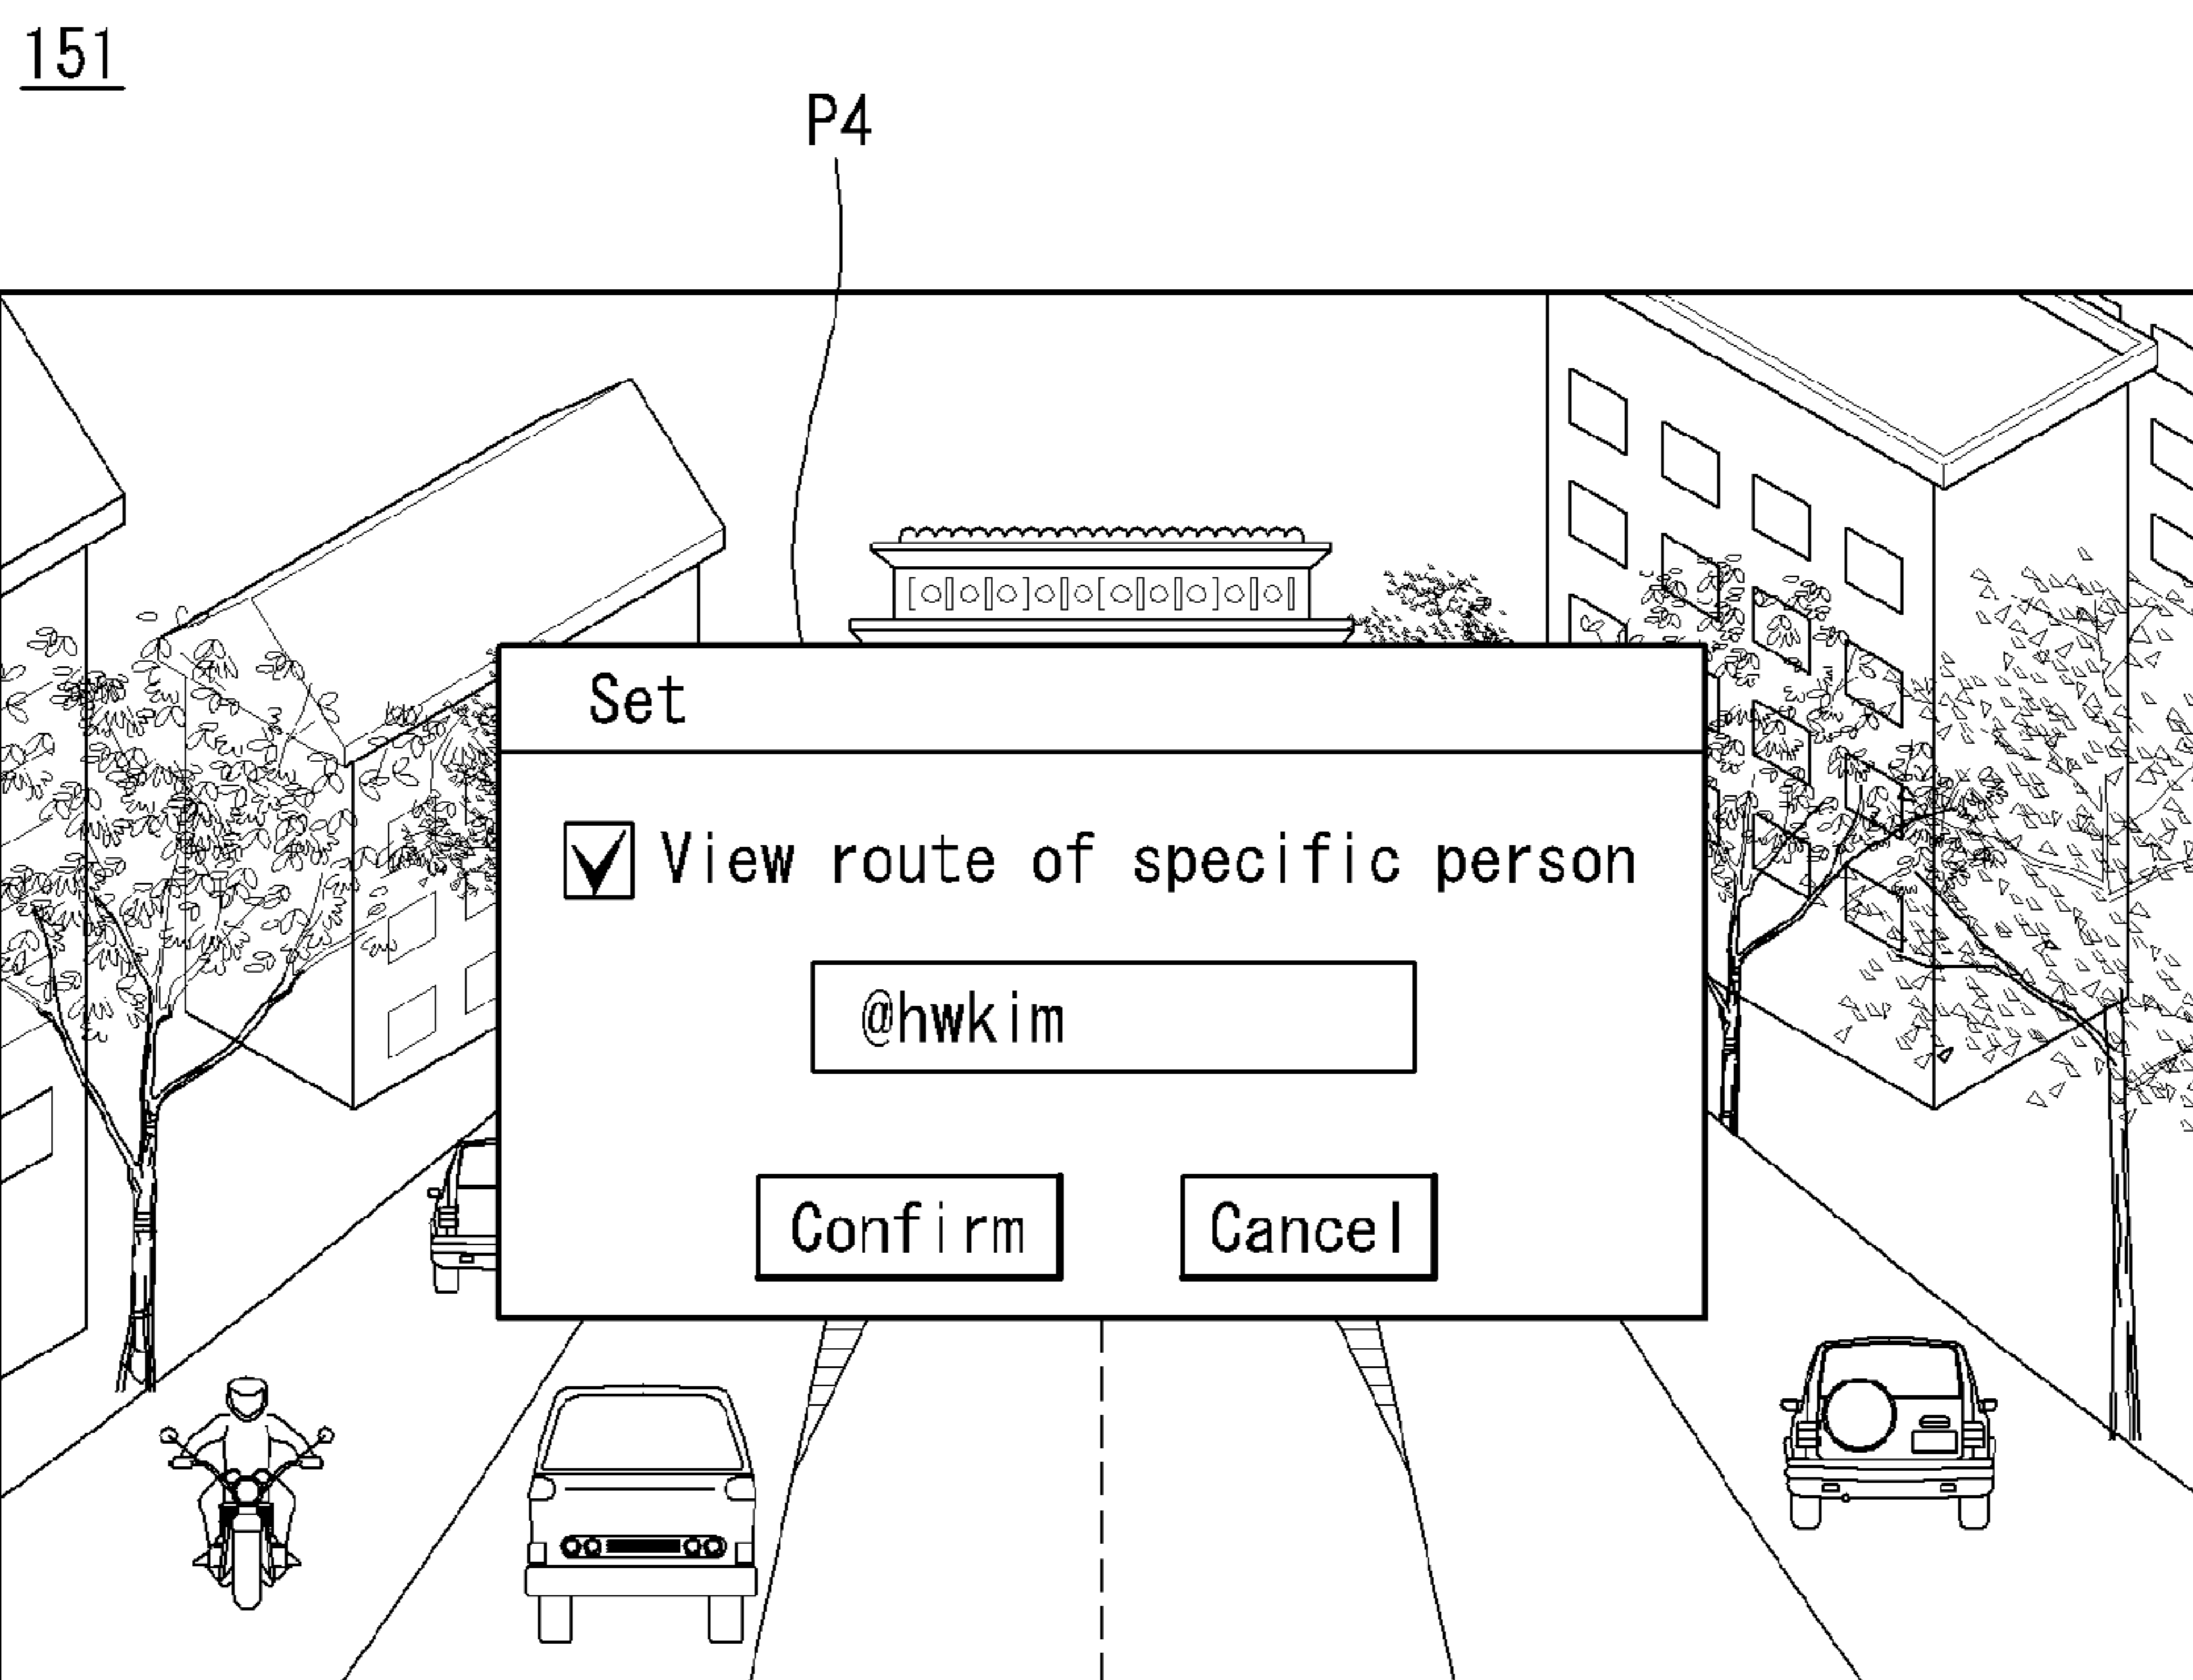 151
P4
Set
View route of specific person
@hwkim
Confirm Cancel